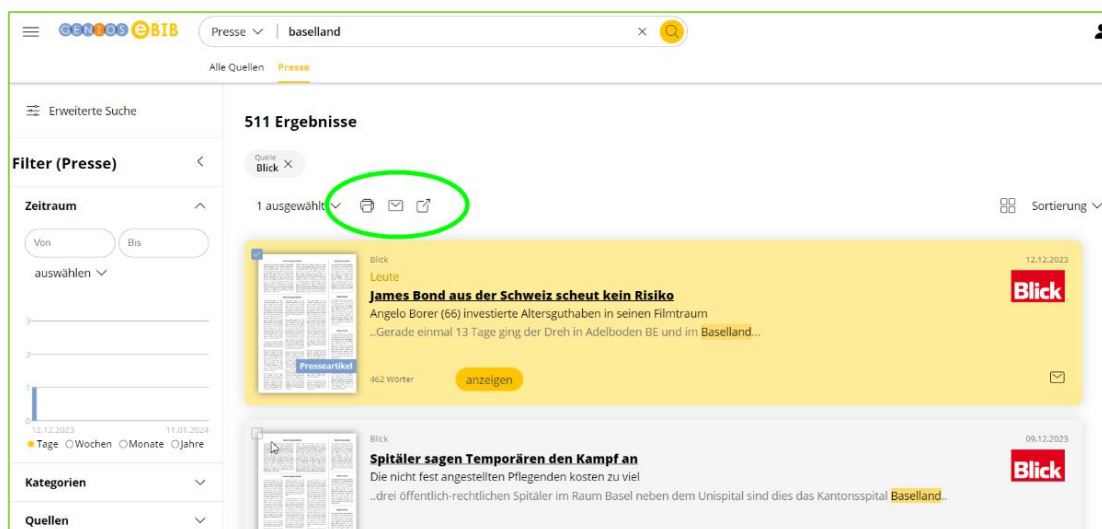 GENIOS eBIB
Presse baselland
Alle Quellen Presse
Erweiterte Suche
511 Ergebnisse
Filter (Presse)
Quelle
Blick
Zeitraum
1 ausgewählt
Sortierung
Von Bis
auswählen
3
2
1
0
12.12.2023 11.01.2024
Tage Wochen Monate Jahre
Kategorien
Quellen
Blick 12.12.2023
Leute
Blick
James Bond aus der Schweiz scheut kein Risiko
Angelo Borer (66) investierte Altersguthaben in seinen Filmtraum
..Gerade einmal 13 Tage ging der Dreh in Adelboden BE und im Baselland...
Presseartikel
462 Wörter anzeigen
Blick 09.12.2023
Spitäler sagen Temporären den Kampf an
Blick
Die nicht fest angestellten Pflegenden kosten zu viel
..drei öffentlich-rechtlichen Spitäler im Raum Basel neben dem Unispital sind dies das Kantonsspital Baselland..